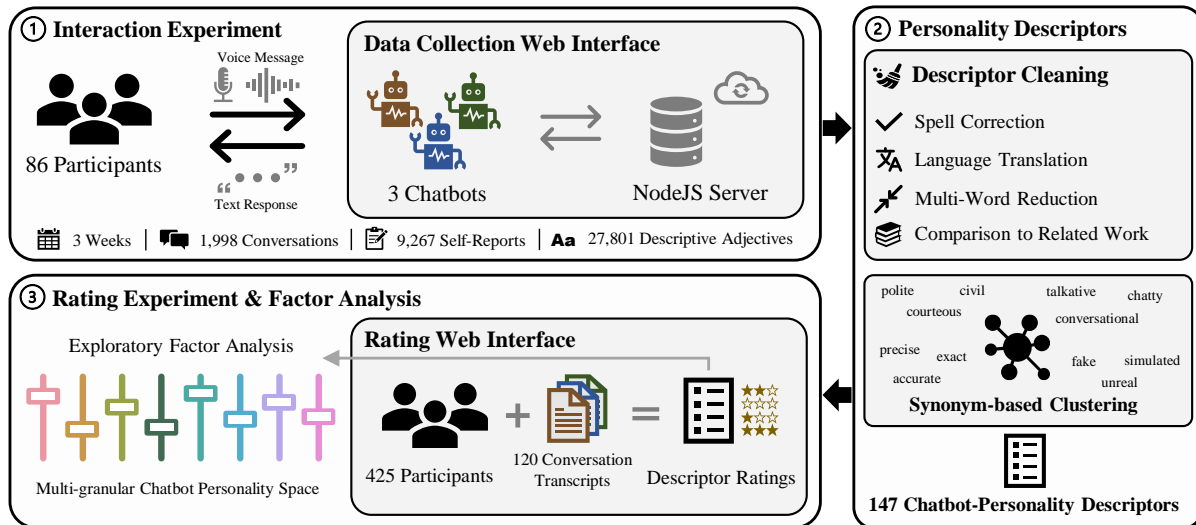 ① Interaction Experiment
Voice Message
86 Participants
Text Response
Data Collection Web Interface
3 Chatbots
NodeJS Server
3 Weeks
1,998 Conversations
9,267 Self-Reports
Aa 27,801 Descriptive Adjectives
② Personality Descriptors
Descriptor Cleaning
Spell Correction
Language Translation
Multi-Word Reduction
Comparison to Related Work
polite civil talkative chatty
courteous conversational
precise exact fake simulated
accurate unreal
Synonym-based Clustering
147 Chatbot-Personality Descriptors
③ Rating Experiment & Factor Analysis
Exploratory Factor Analysis
Multi-granular Chatbot Personality Space
Rating Web Interface
425 Participants
+
120 Conversation
Transcripts
=
Descriptor Ratings